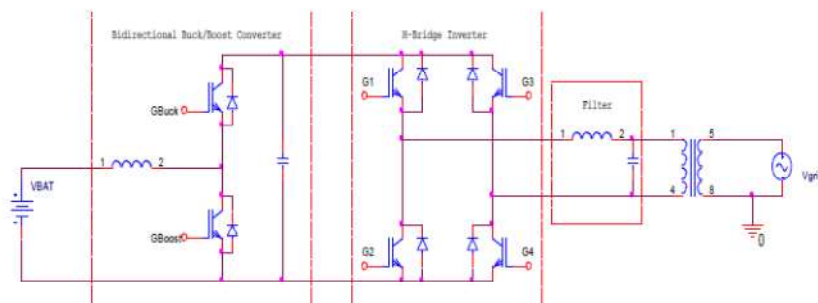 Bidirectional Buck/Boost Converter
H-Bridge Inverter
G1
G3
GBuck
Filter
1 2
1 5
1 2
VBAT
Vgri
4 8
GBoost
G2
G4
0